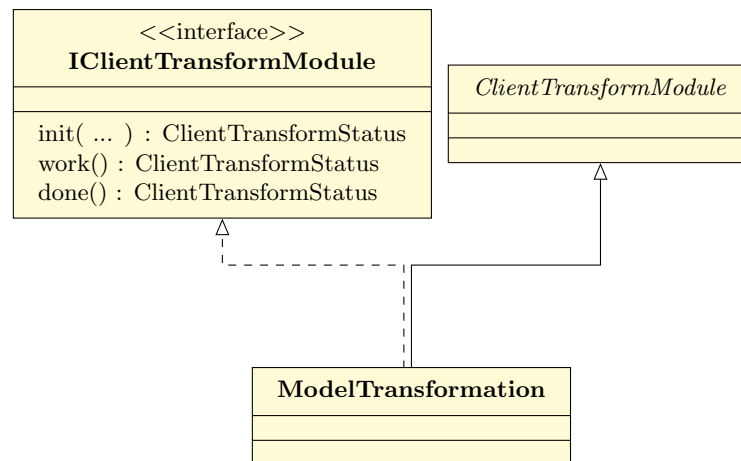 <<interface>>
IClientTransformModule
init( ... ) : ClientTransformStatus
work() : ClientTransformStatus
done() : ClientTransformStatus
ClientTransformModule
ModelTransformation